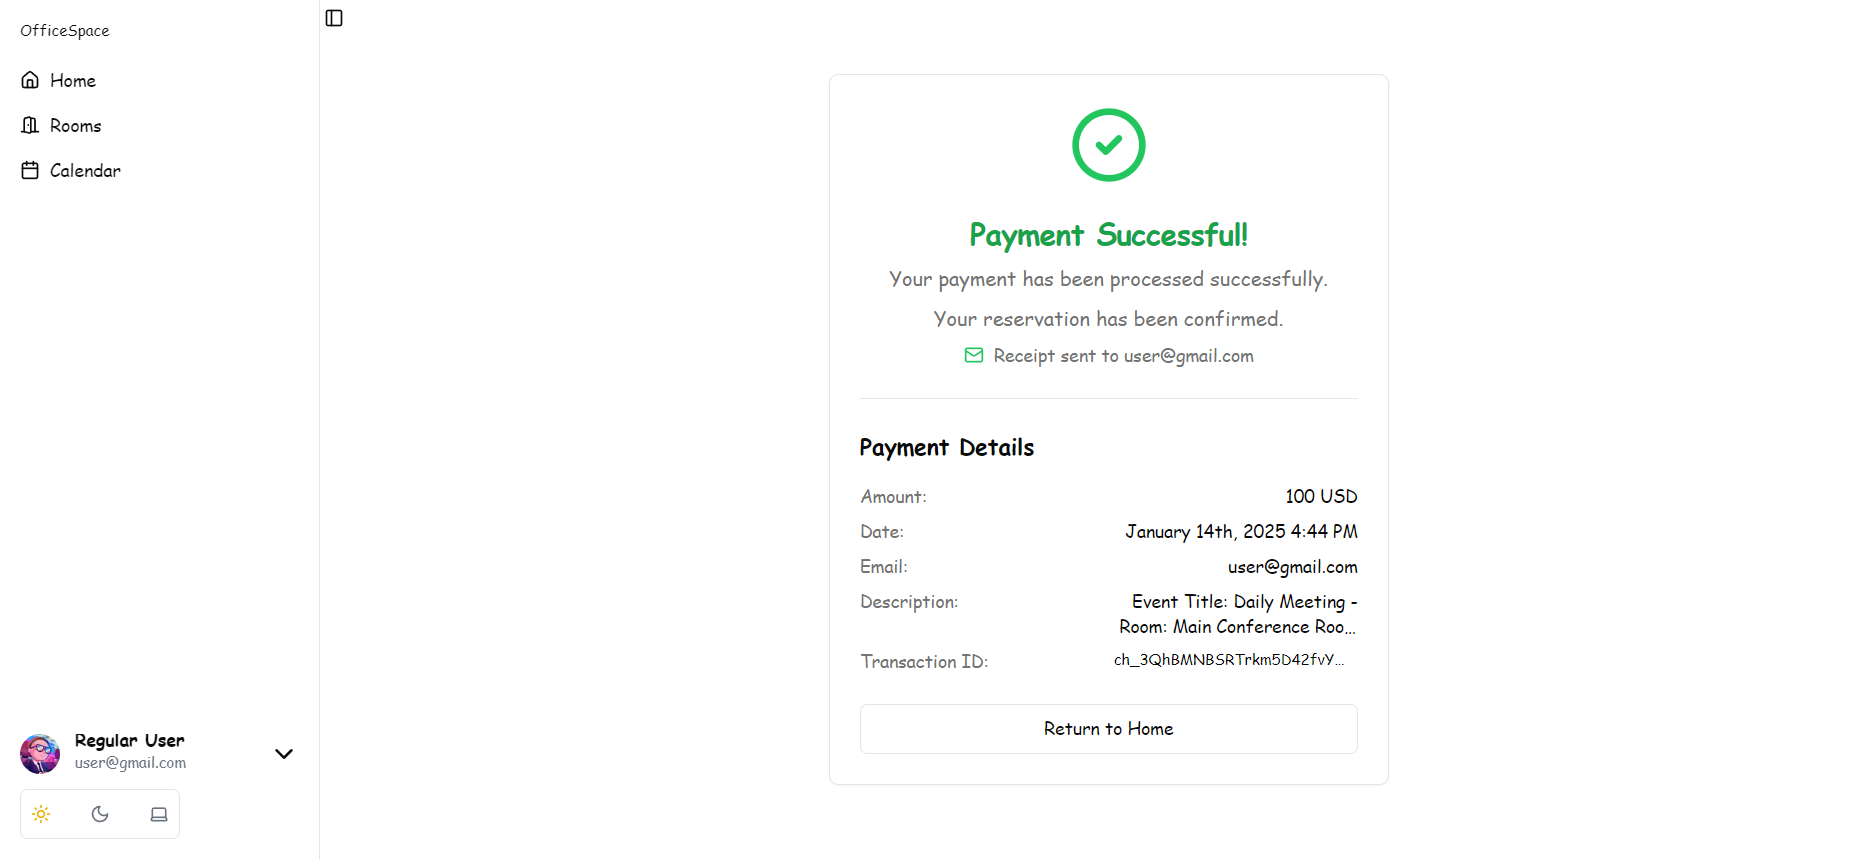 OfficeSpace
Home
Rooms
Calendar
Payment Successful!
Your payment has been processed successfully.
Your reservation has been confirmed.
Receipt sent to user@gmail.com
Payment Details
Amount: 100 USD
Date: January 14th, 2025 4:44 PM
Email: user@gmail.com
Description: Event Title: Daily Meeting -
Room: Main Conference Roo...
Transaction ID: ch_3QhBMNBSRTrkm5D42fvY...
Return to Home
Regular User
user@gmail.com